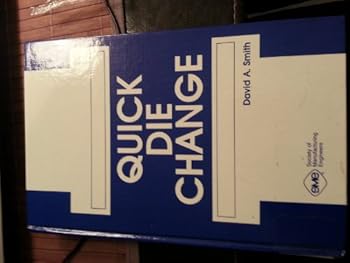 QUICK
DIE
CHANGE
David A. Smith
sme
Society of
Manufacturing
Engineers